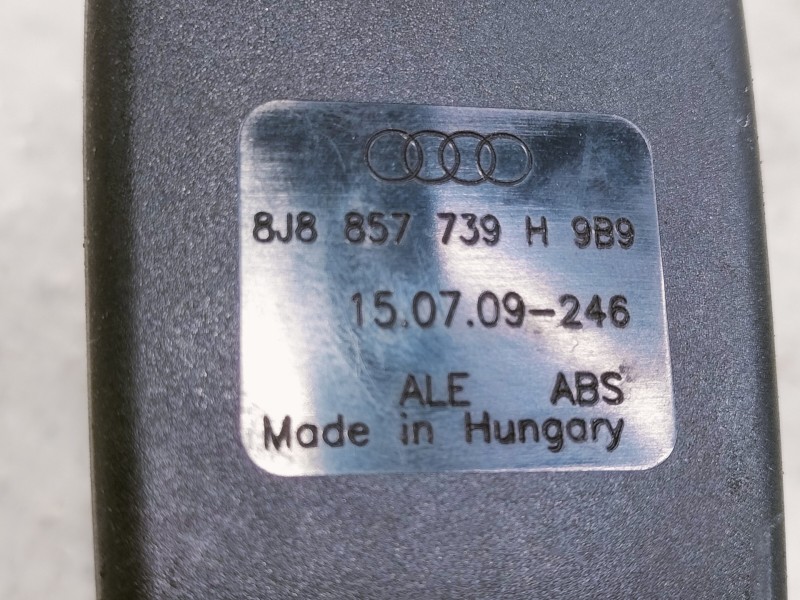 8J8 857 739 H 9B9
15.07.09-246
ALE ABS
Made in Hungary